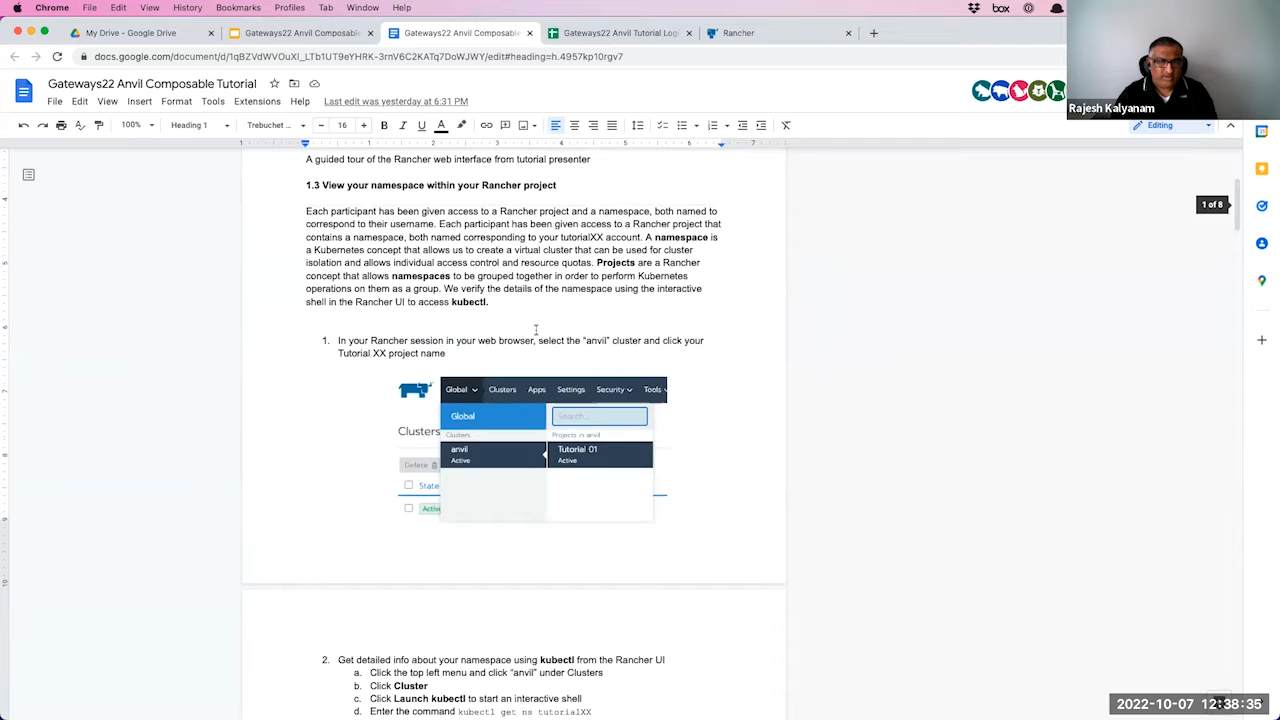 Chrome File Edit View History Bookmarks Profiles Tab Window Help
box
My Drive - Google Drive
Gateways22 Anvil Composable
Gateways22 Anvil Composable
Gateways22 Anvil Tutorial Logi
Rancher
docs.google.com/document/d/1qBZVdWVOuXI_LTb1UT9eYHRK-3rnV6C2KATq7DoWJWY/edit#heading=h.4957kp10rgv7
Gateways22 Anvil Composable Tutorial
File Edit View Insert Format Tools Extensions Help Last edit was yesterday at 6:31 PM
100% Heading 1 Trebuchet ... 16 B I U A
Editing
Rajesh Kalyanam
1 of 8
A guided tour of the Rancher web interface from tutorial presenter
1.3 View your namespace within your Rancher project
Each participant has been given access to a Rancher project and a namespace, both named to
correspond to their username. Each participant has been given access to a Rancher project that
contains a namespace, both named corresponding to your tutorialXX account. A namespace is
a Kubernetes concept that allows us to create a virtual cluster that can be used for cluster
isolation and allows individual access control and resource quotas. Projects are a Rancher
concept that allows namespaces to be grouped together in order to perform Kubernetes
operations on them as a group. We verify the details of the namespace using the interactive
shell in the Rancher UI to access kubectl.
1. In your Rancher session in your web browser, select the “anvil” cluster and click your
Tutorial XX project name
Global Clusters Apps Settings Security Tools
Global
Search...
Clusters
Clusters
Projects in anvil
anvil
Active
Tutorial 01
Active
Delete
State
Active
2. Get detailed info about your namespace using kubectl from the Rancher UI
a. Click the top left menu and click “anvil” under Clusters
b. Click Cluster
c. Click Launch kubectl to start an interactive shell
d. Enter the command kubectl get ns tutorialXX
2022-10-07 12:38:35